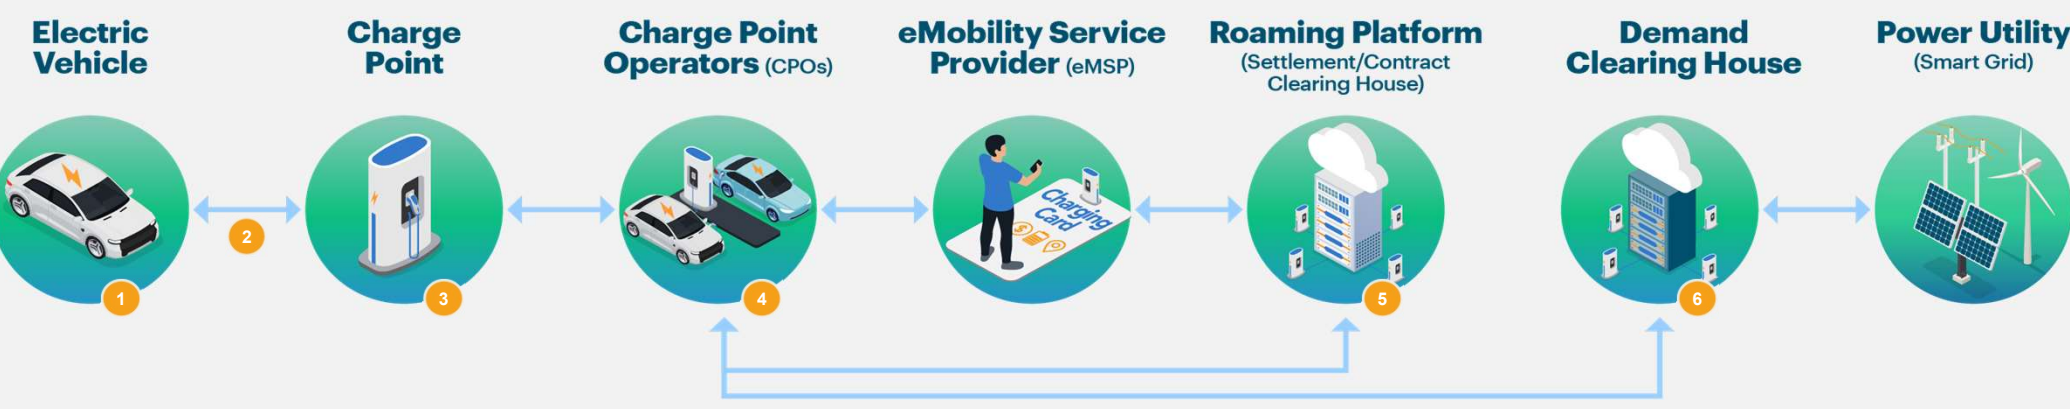 Electric
Vehicle
Charge
Point
Charge Point
Operators (CPOs)
eMobility Service
Provider (eMSP)
Roaming Platform
(Settlement/Contract
Clearing House)
Demand
Clearing House
Power Utility
(Smart Grid)
Charging
Card
$
2
1
3
4
5
6